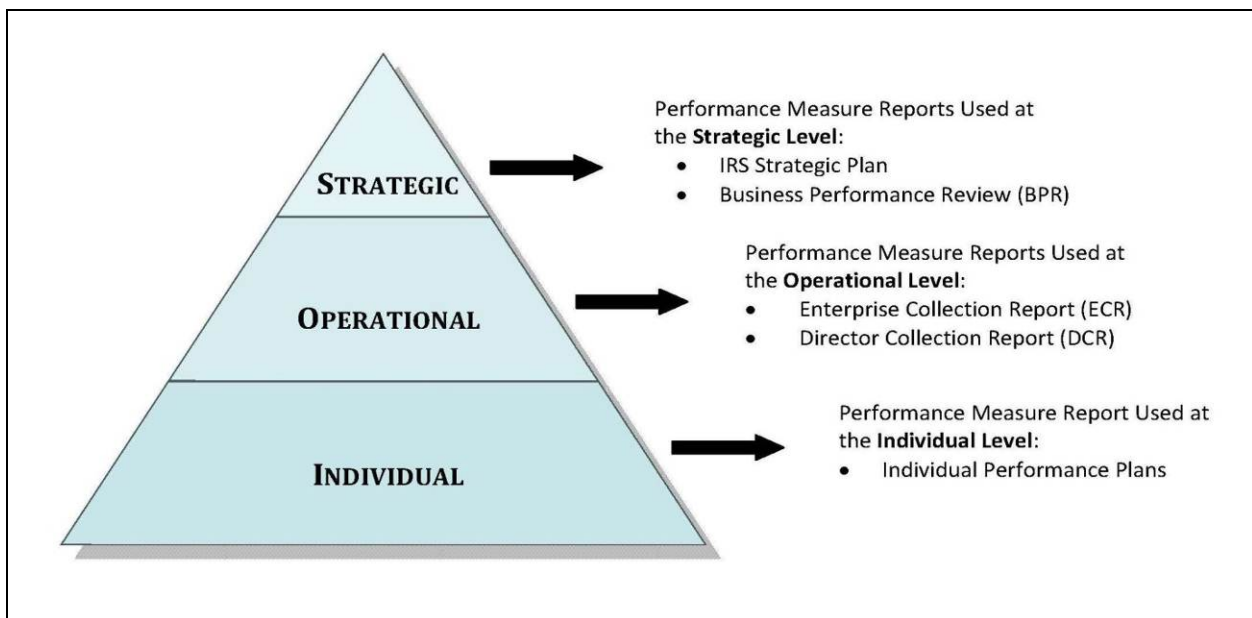 STRATEGIC
Performance Measure Reports Used at
the Strategic Level:
• IRS Strategic Plan
• Business Performance Review (BPR)
OPERATIONAL
Performance Measure Reports Used at
the Operational Level:
• Enterprise Collection Report (ECR)
• Director Collection Report (DCR)
INDIVIDUAL
Performance Measure Report Used at
the Individual Level:
• Individual Performance Plans